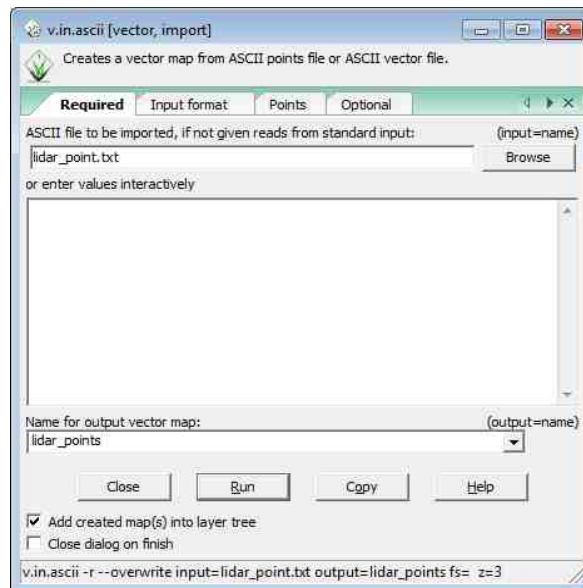 v.in.ascii [vector, import]
Creates a vector map from ASCII points file or ASCII vector file.
Required Input format Points Optional
ASCII file to be imported, if not given reads from standard input: (input=name)
lidar_point.txt Browse
or enter values interactively
Name for output vector map: (output=name)
lidar_points
Close Run Copy Help
Add created map(s) into layer tree
Close dialog on finish
v.in.ascii -r --overwrite input=lidar_point.txt output=lidar_points fs= z=3